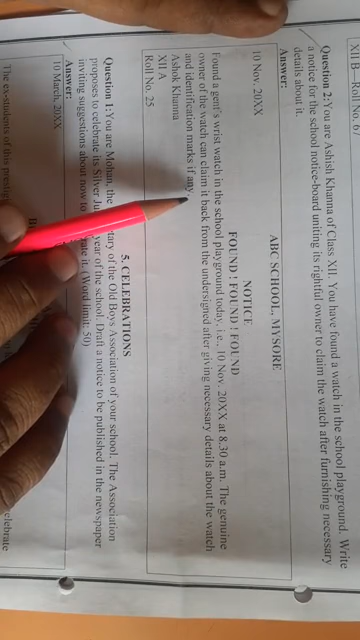 XII B Roll No. 67
Question 2: You are Ashish Khanna of Class XII. You have found a watch in the school playground. Write
a notice for the school notice-board uniting its rightful owner to claim the watch after furnishing necessary
details about it.
Answer:
ABC SCHOOL, MYSORE
NOTICE
10 Nov. 20XX
FOUND ! FOUND ! FOUND
Found a gent's wrist watch in the school playground today, i.e., 10 Nov. 20XX at 8.30 a.m. The genuine
owner of the watch can claim it back from the undersigned after giving necessary details about the watch
and identification marks if any.
Ashok Khanna
XII A
Roll No. 25
5. CELEBRATIONS
Question 1: You are Mohan, the tary of the Old Boys Association of your school. The Association
proposes to celebrate its Silver Ju year of the school. Draft a notice to be published in the newspaper
inviting suggestions about now to rate it. (Word limit: 50)
Answer:
10 March, 20XX
The ex-students of this elebrate